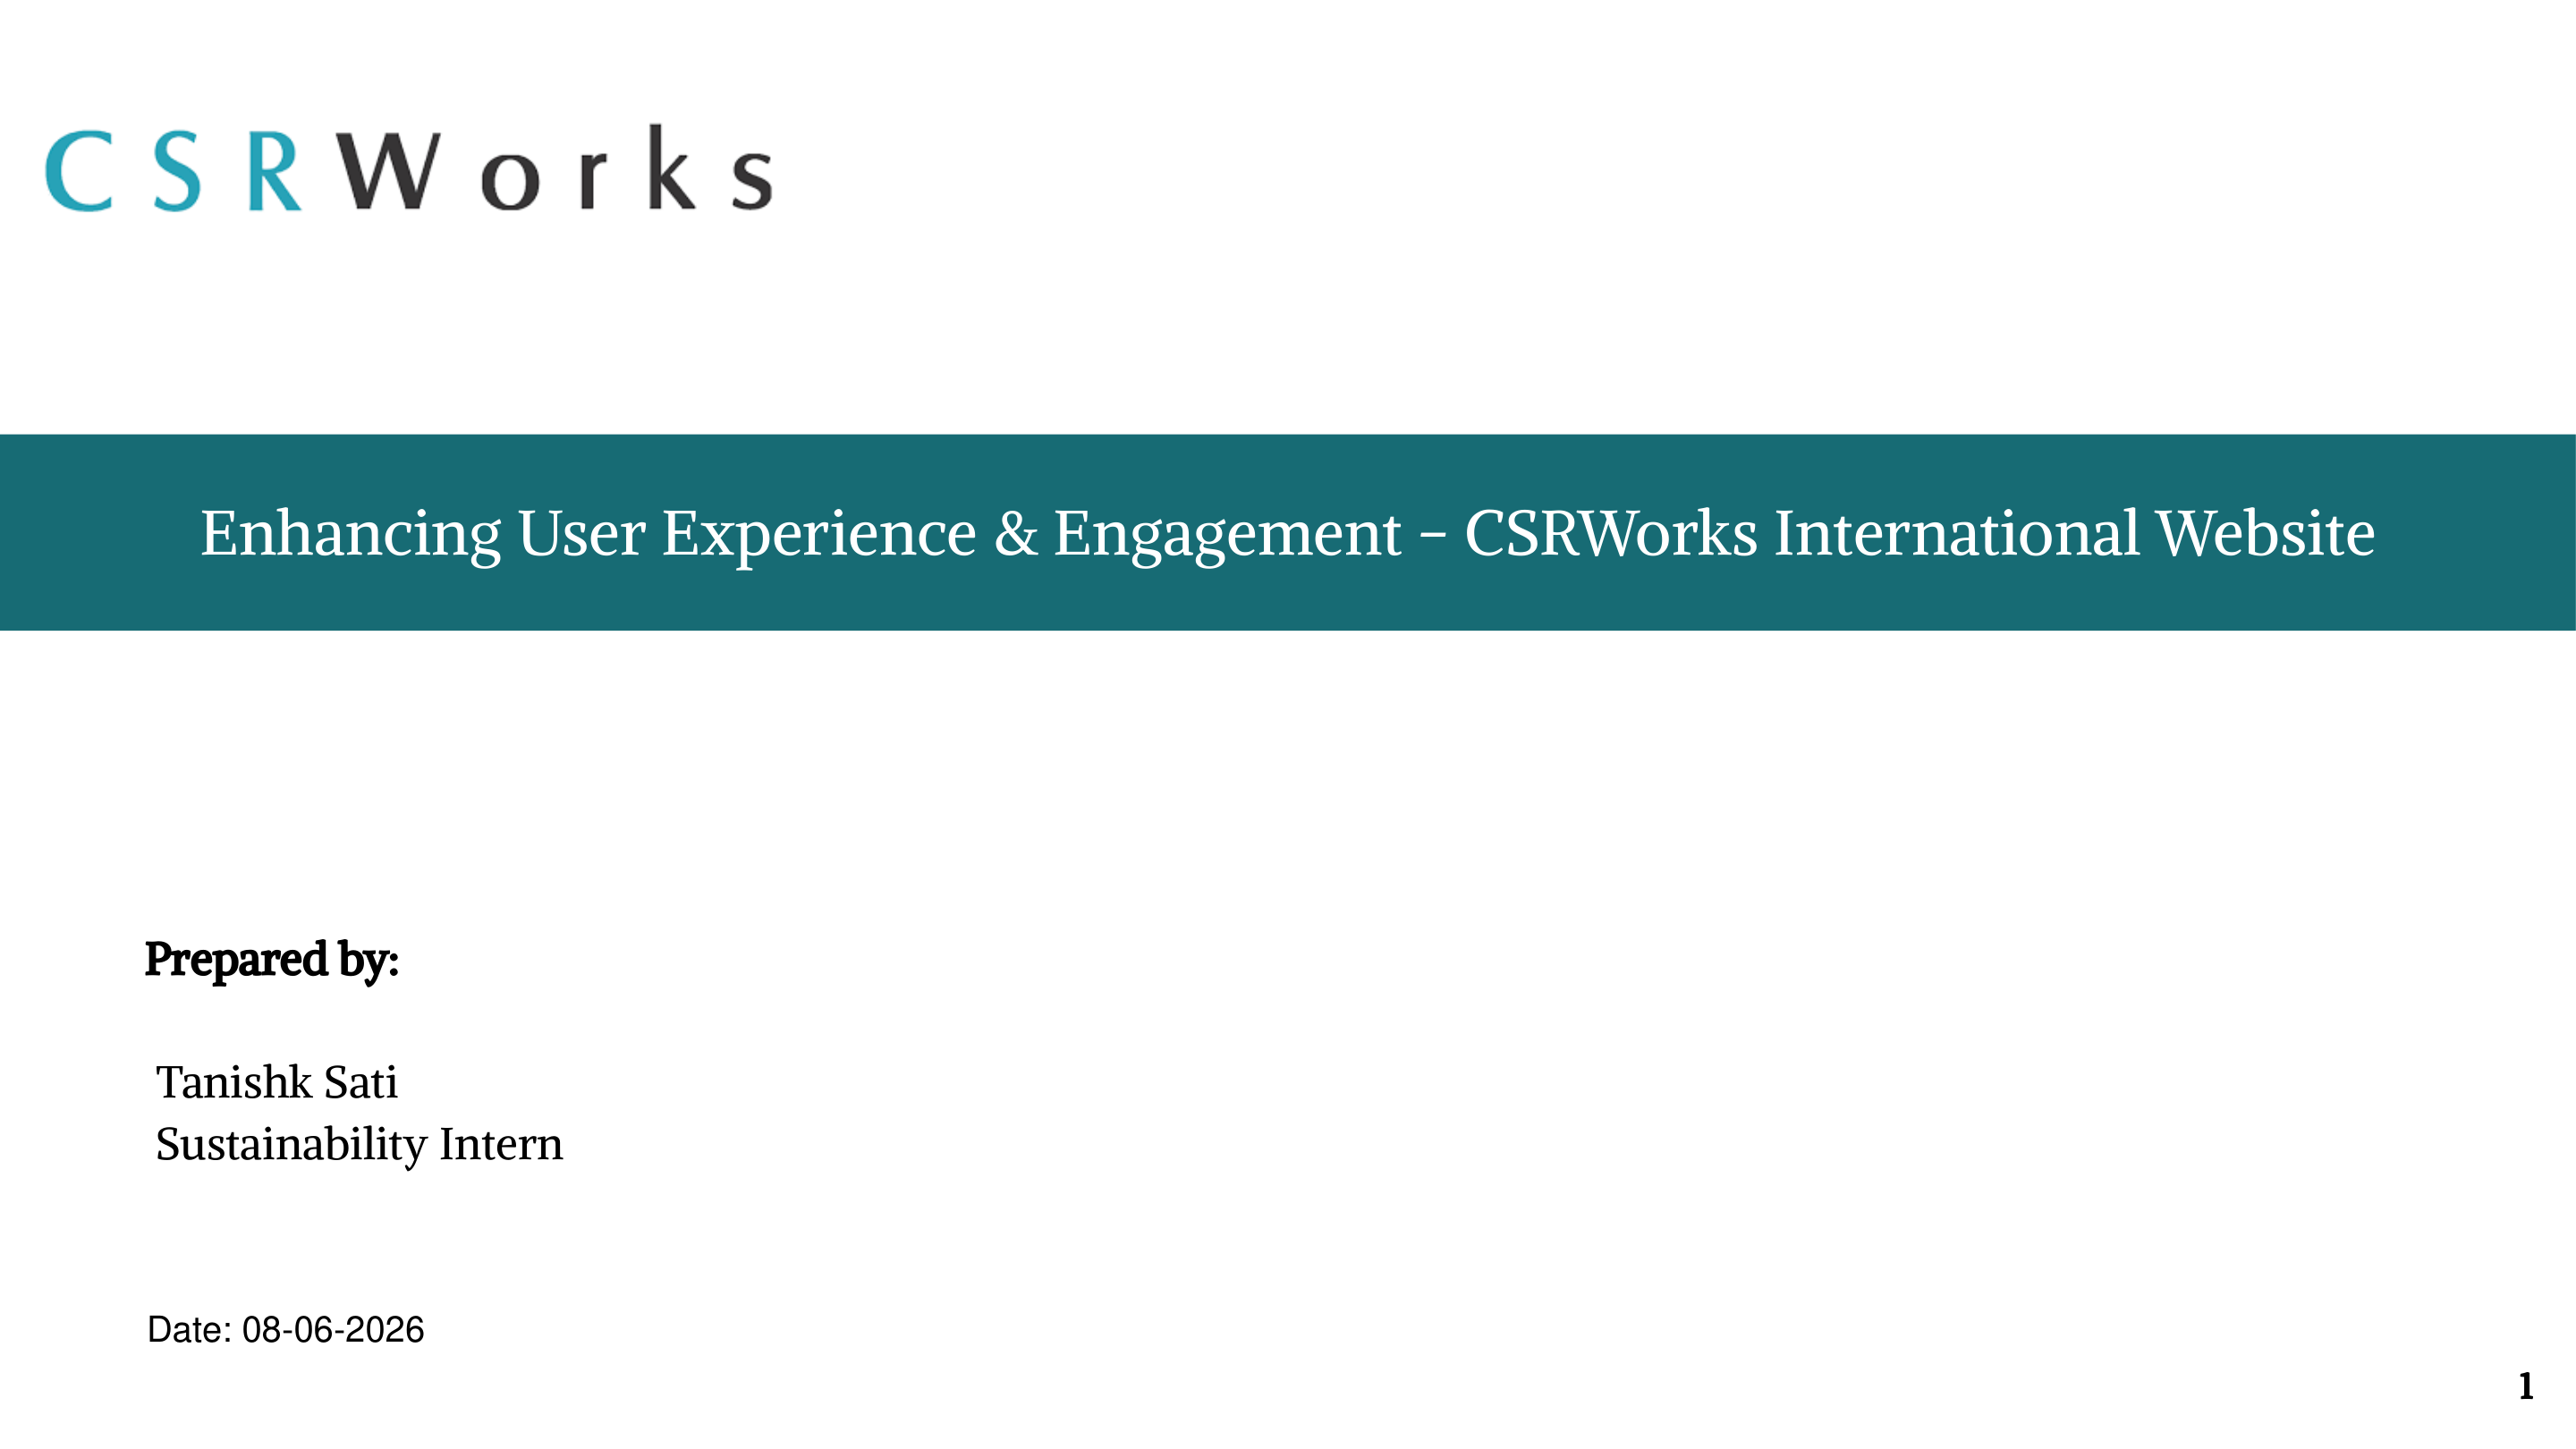 CSRWorks
Enhancing User Experience & Engagement – CSRWorks International Website
Prepared by:
Tanishk Sati
Sustainability Intern
Date: 08-06-2026
1